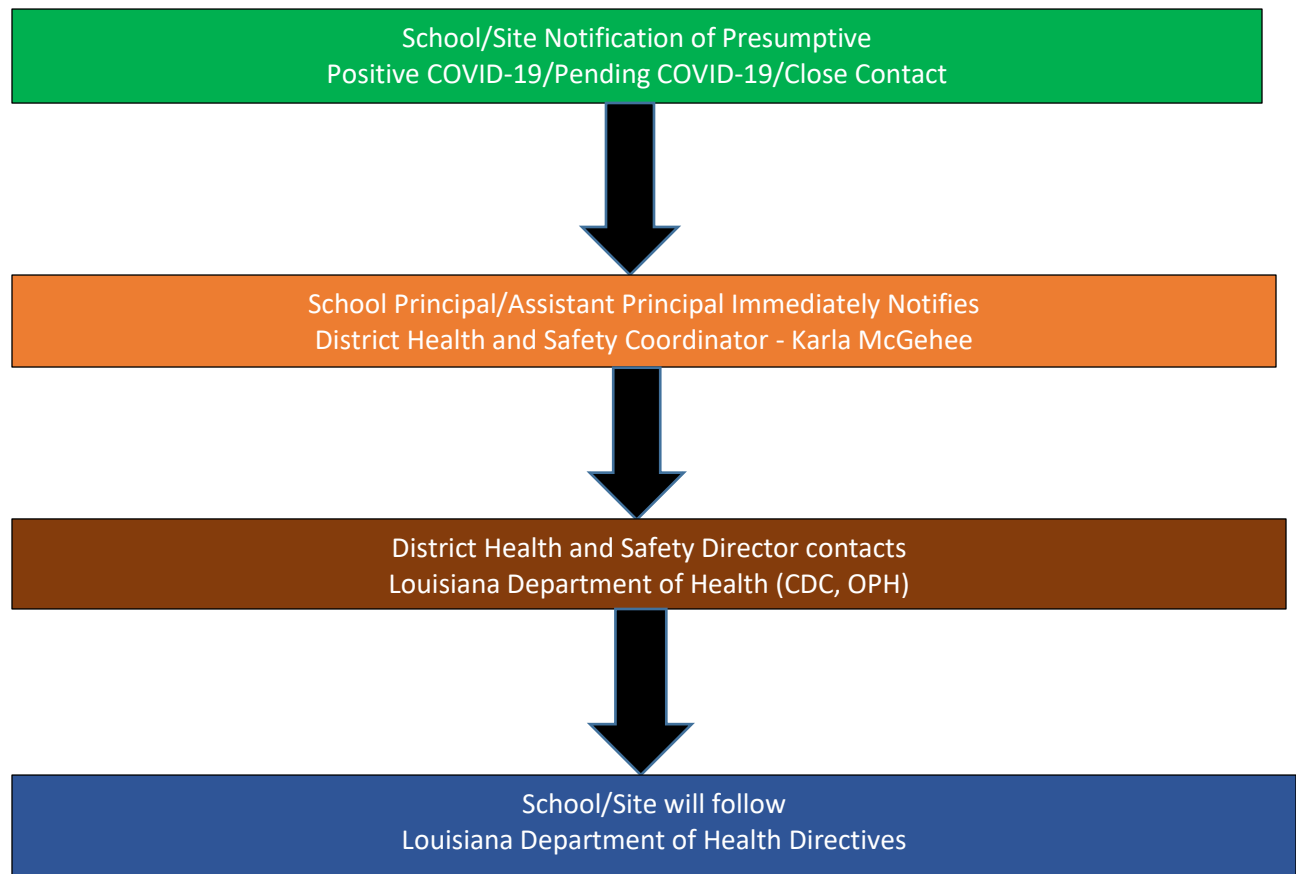 School/Site Notification of Presumptive
Positive COVID-19/Pending COVID-19/Close Contact
School Principal/Assistant Principal Immediately Notifies
District Health and Safety Coordinator - Karla McGehee
District Health and Safety Director contacts
Louisiana Department of Health (CDC, OPH)
School/Site will follow
Louisiana Department of Health Directives